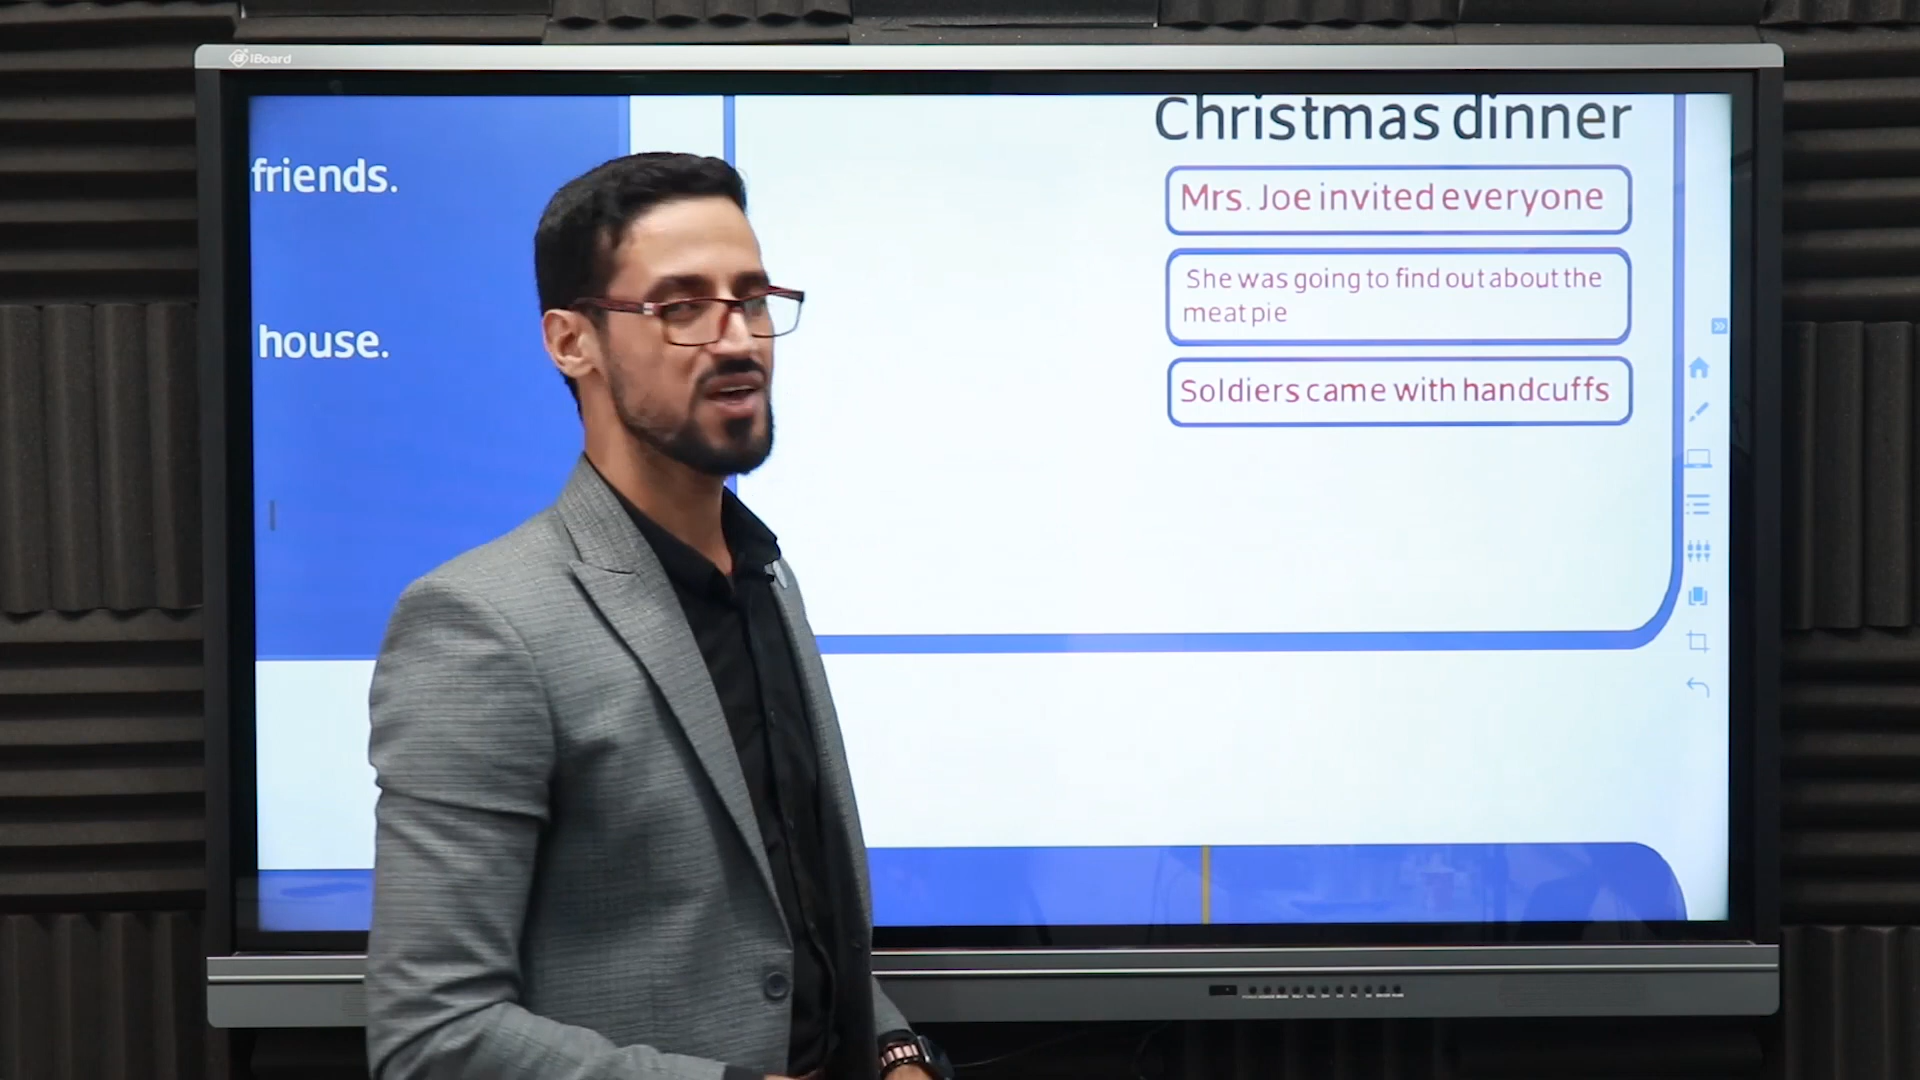 IBoard
friends.
house.
Christmas dinner
Mrs. Joe invited everyone
She was going to find out about the
meat pie
Soldiers came with handcuffs